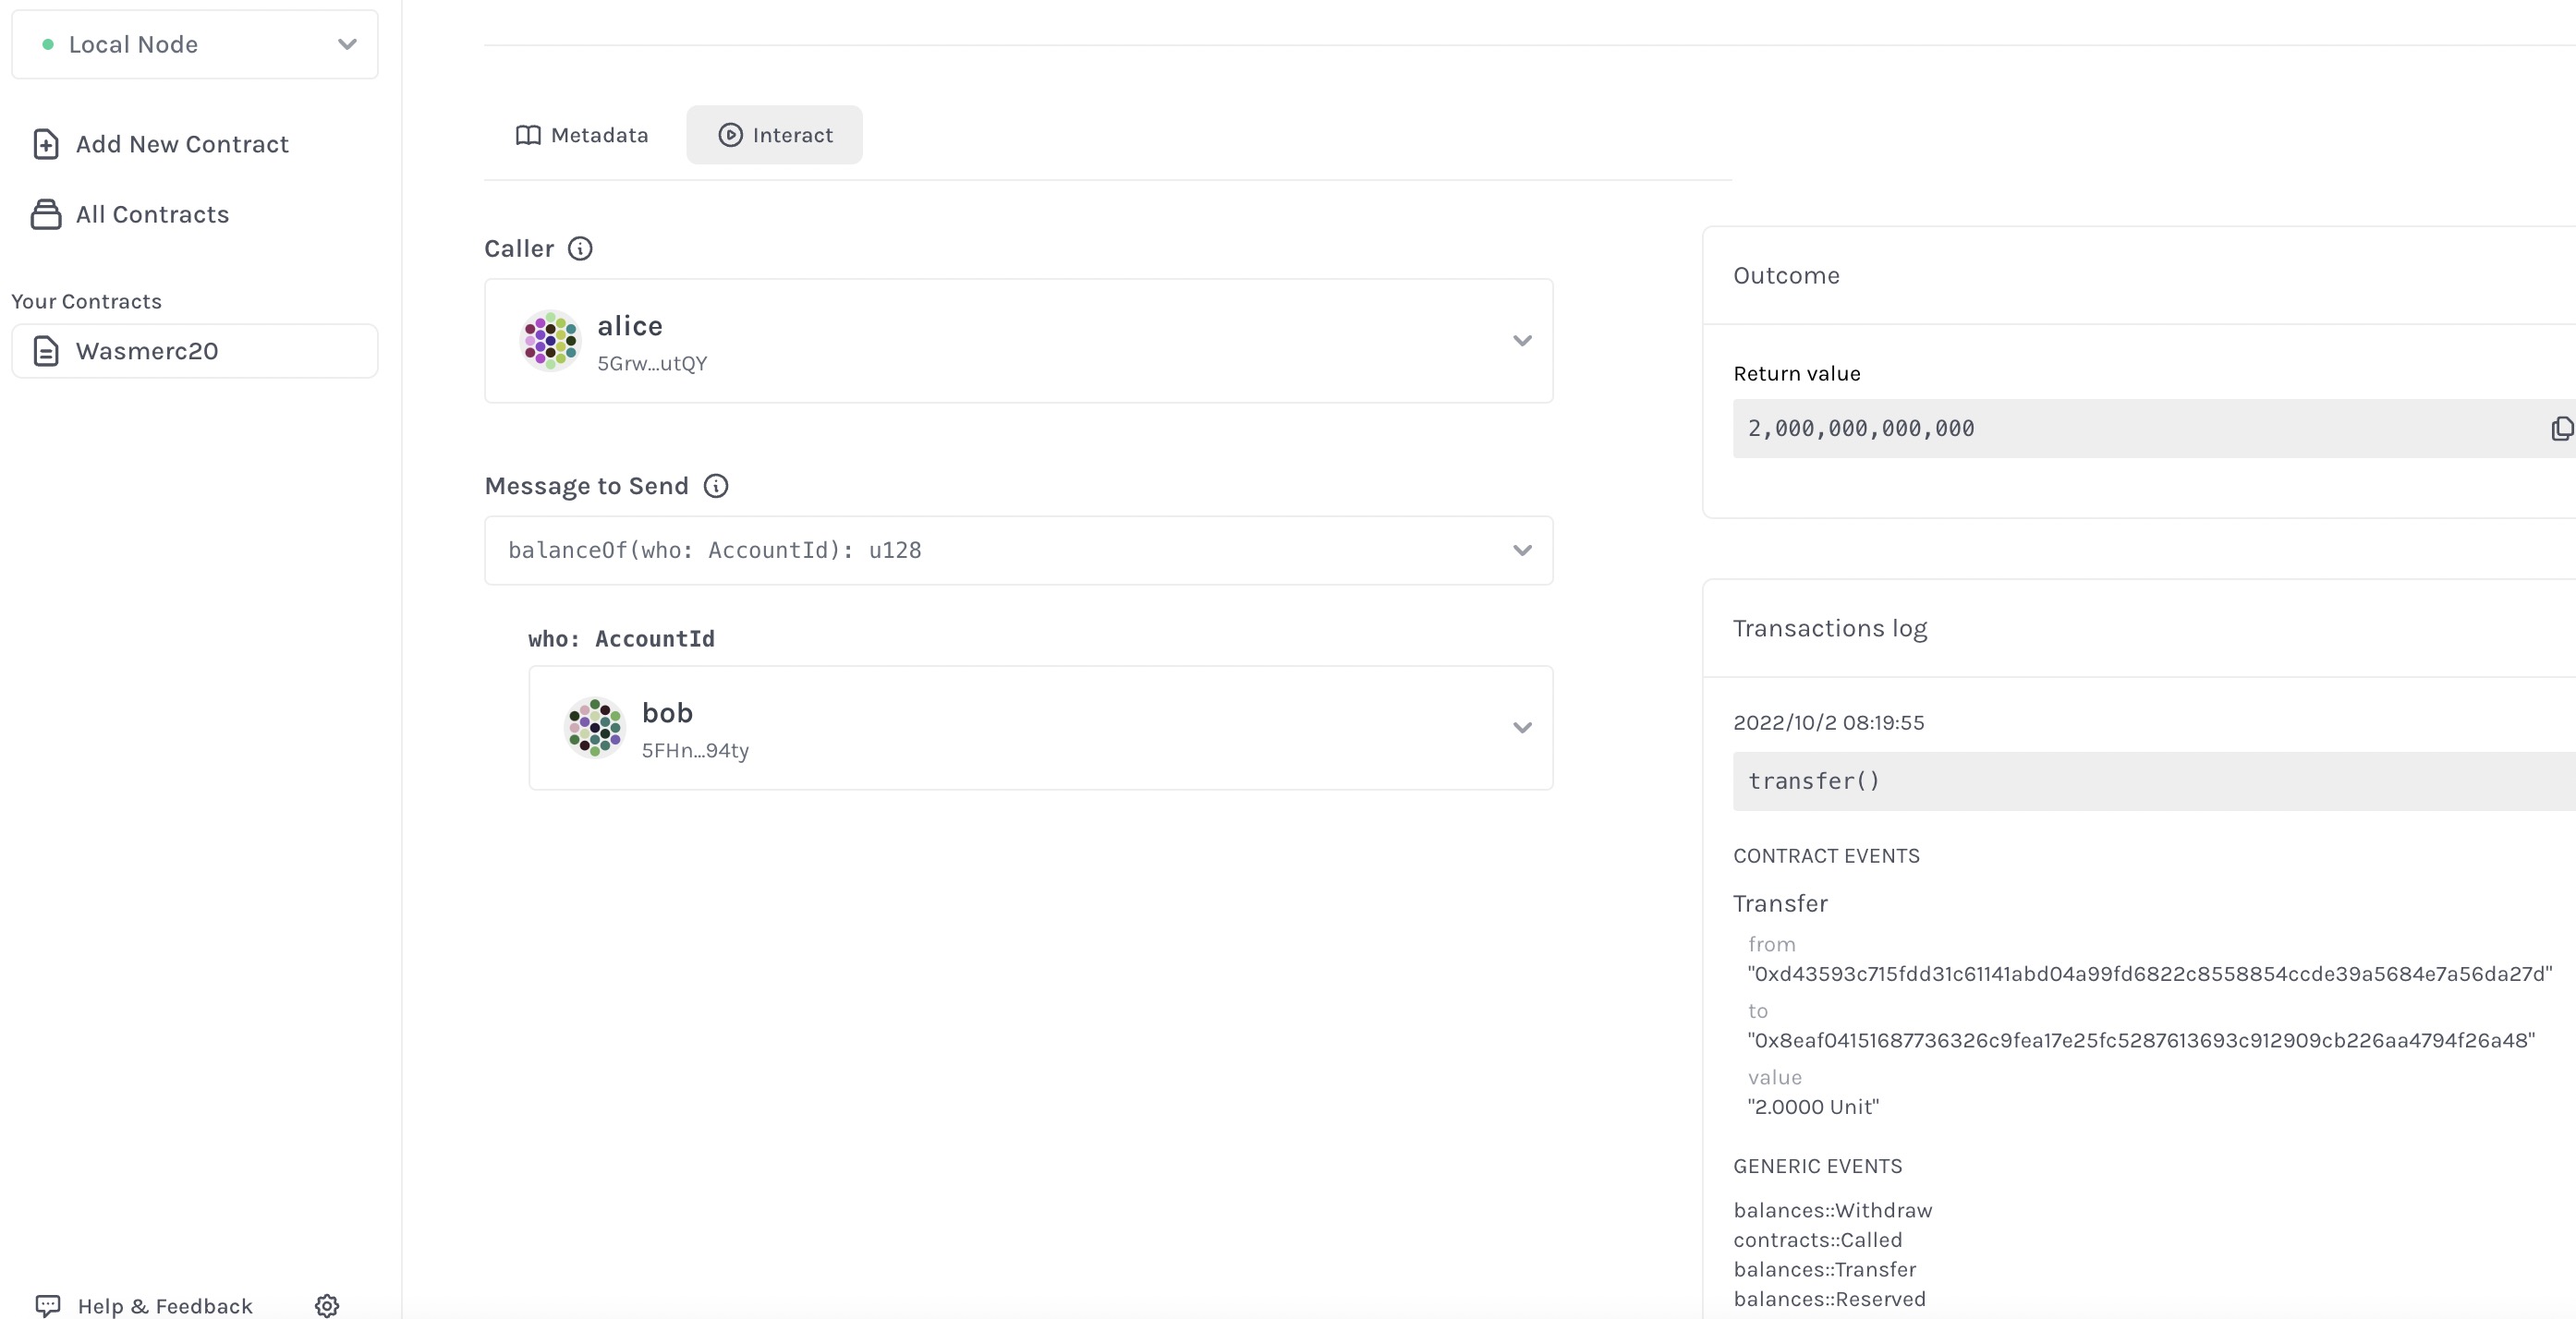 Local Node
Add New Contract
All Contracts
Your Contracts
Wasmerc20
Help & Feedback
Metadata
Interact
Caller
alice
5Grw...utQY
Message to Send
balanceOf(who: AccountId): u128
who: AccountId
bob
5FHn...94ty
Outcome
Return value
2,000,000,000,000
Transactions log
2022/10/2 08:19:55
transfer()
CONTRACT EVENTS
Transfer
from
"0xd43593c715fdd31c61141abd04a99fd6822c8558854ccde39a5684e7a56da27d"
to
"0x8eaf04151687736326c9fea17e25fc5287613693c912909cb226aa4794f26a48"
value
"2.0000 Unit"
GENERIC EVENTS
balances::Withdraw
contracts::Called
balances::Transfer
balances::Reserved